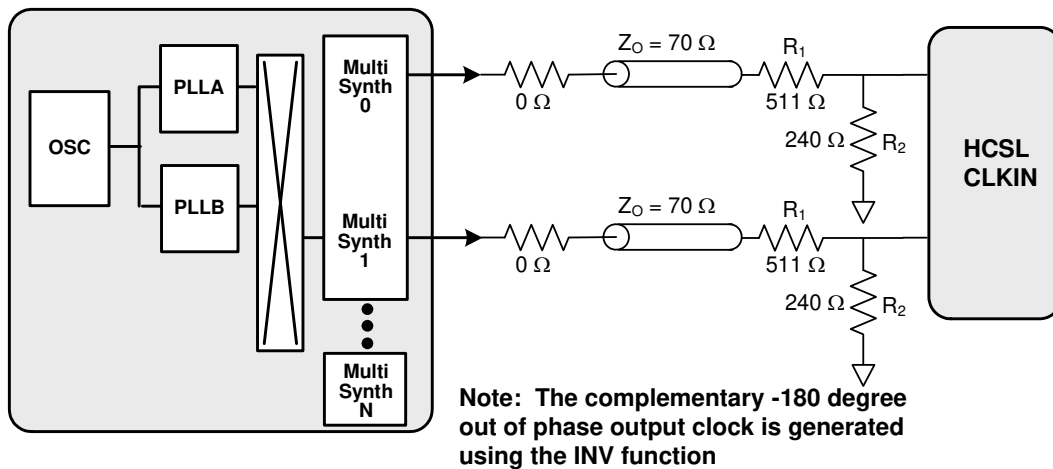 OSC
PLLA
PLLB
Multi
Synth
0
Multi
Synth
1
Multi
Synth
N
0 Ω
Z_O = 70 Ω
R₁
511 Ω
240 Ω
R₂
0 Ω
Z_O = 70 Ω
R₁
511 Ω
240 Ω
R₂
HCSL
CLKIN
Note: The complementary -180 degree
out of phase output clock is generated
using the INV function